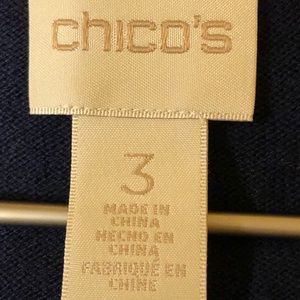 chico's
3
MADE IN
CHINA
HECHO EN
CHINA
FABRIQUÉ EN
CHINE